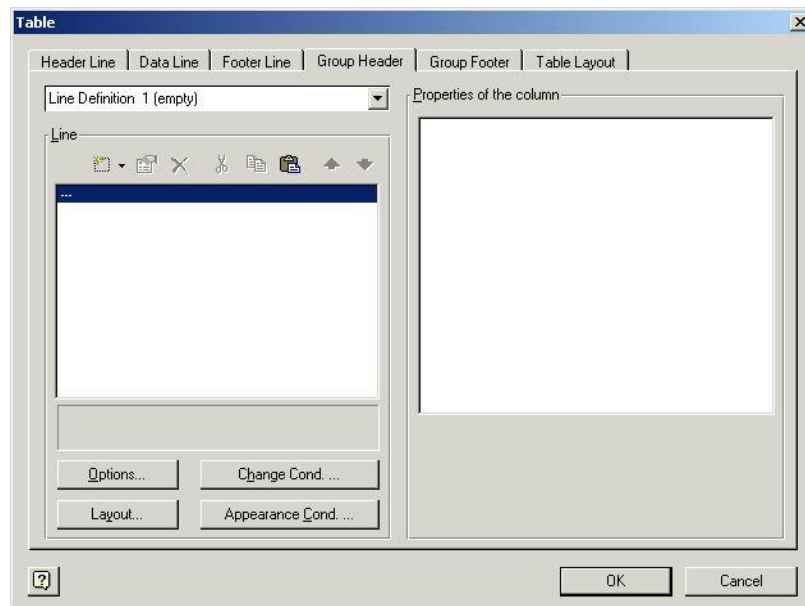 Table
Header Line Data Line Footer Line Group Header Group Footer Table Layout
Line Definition 1 (empty)
Properties of the column
Line
---
Options... Change Cond. ...
Layout... Appearance Cond. ...
OK Cancel